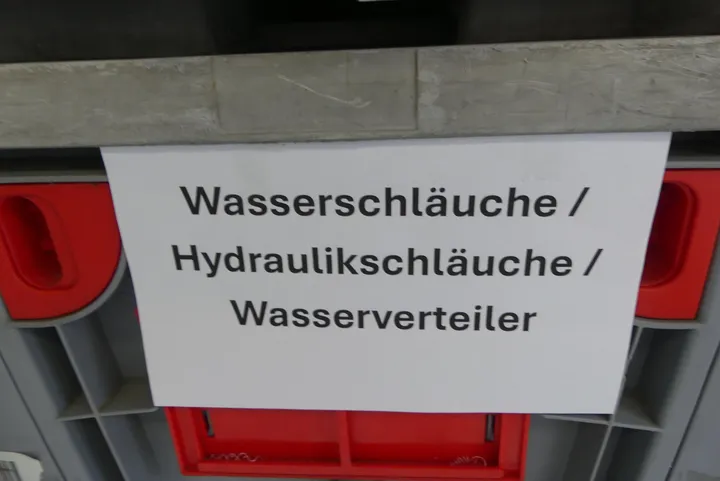 Wasserschläuche /
Hydraulikschläuche /
Wasserverteiler